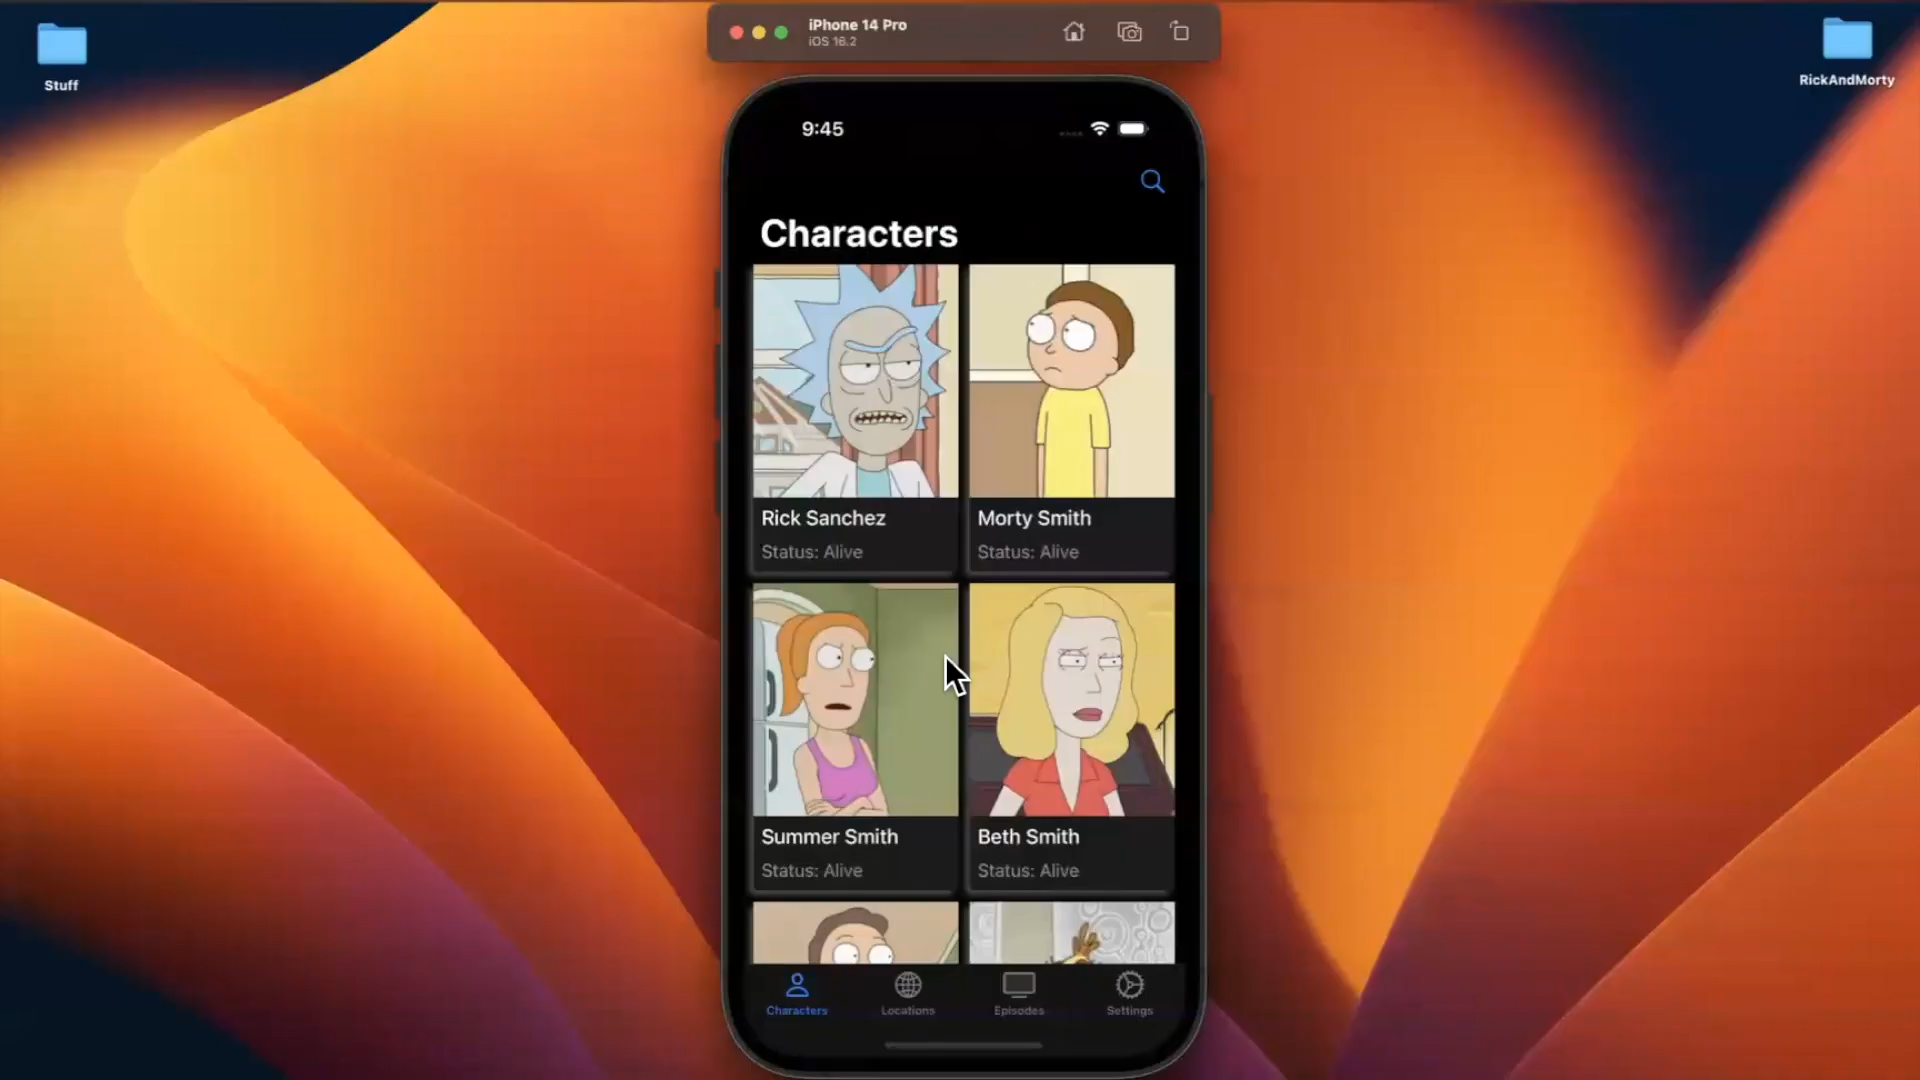 iPhone 14 Pro
iOS 16.2
Stuff
RickAndMorty
9:45
Characters
Rick Sanchez
Status: Alive
Morty Smith
Status: Alive
Summer Smith
Status: Alive
Beth Smith
Status: Alive
Characters
Locations
Episodes
Settings